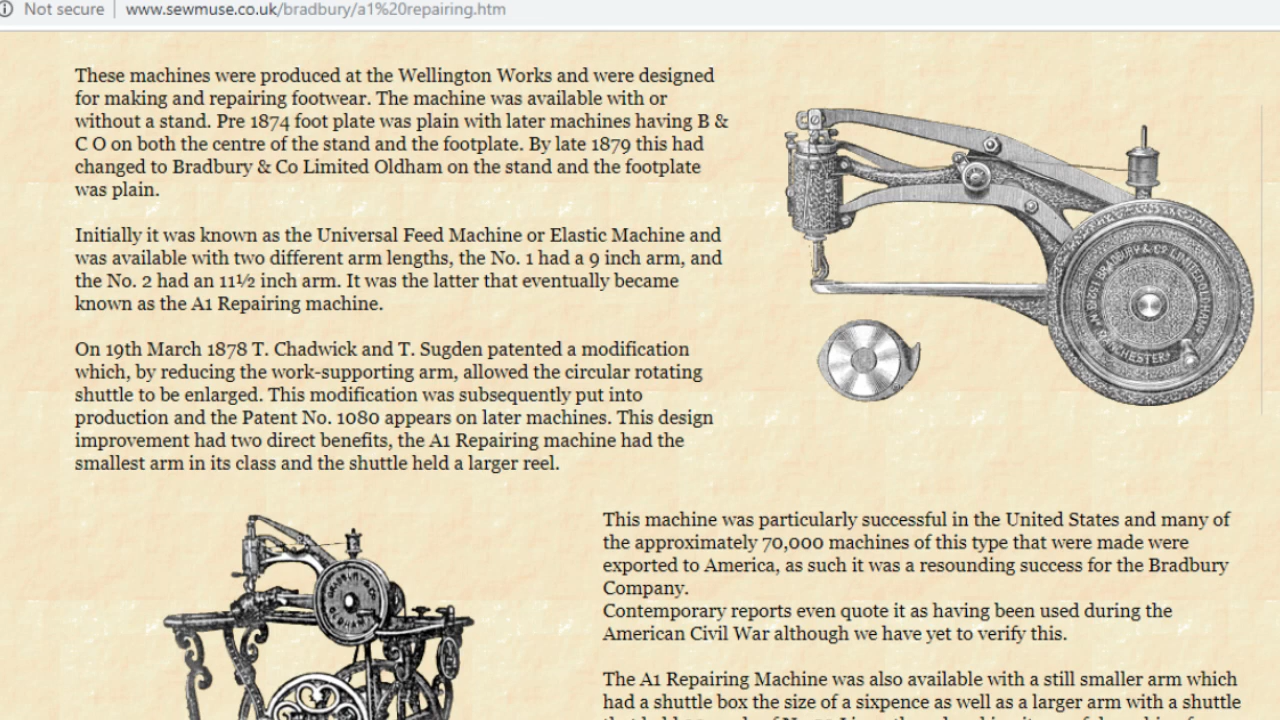 Not secure | www.sewmuse.co.uk/bradbury/a1%20repairing.htm
These machines were produced at the Wellington Works and were designed
for making and repairing footwear. The machine was available with or
without a stand. Pre 1874 foot plate was plain with later machines having B &
C O on both the centre of the stand and the footplate. By late 1879 this had
changed to Bradbury & Co Limited Oldham on the stand and the footplate
was plain.
Initially it was known as the Universal Feed Machine or Elastic Machine and
was available with two different arm lengths, the No. 1 had a 9 inch arm, and
the No. 2 had an 11½ inch arm. It was the latter that eventually became
known as the A1 Repairing machine.
On 19th March 1878 T. Chadwick and T. Sugden patented a modification
which, by reducing the work-supporting arm, allowed the circular rotating
shuttle to be enlarged. This modification was subsequently put into
production and the Patent No. 1080 appears on later machines. This design
improvement had two direct benefits, the A1 Repairing machine had the
smallest arm in its class and the shuttle held a larger reel.
BRADBURY & CO LIMITED OLDHAM
BRADBURY & CO
OLDHAM
This machine was particularly successful in the United States and many of
the approximately 70,000 machines of this type that were made were
exported to America, as such it was a resounding success for the Bradbury
Company.
Contemporary reports even quote it as having been used during the
American Civil War although we have yet to verify this.
The A1 Repairing Machine was also available with a still smaller arm which
had a shuttle box the size of a sixpence as well as a larger arm with a shuttle